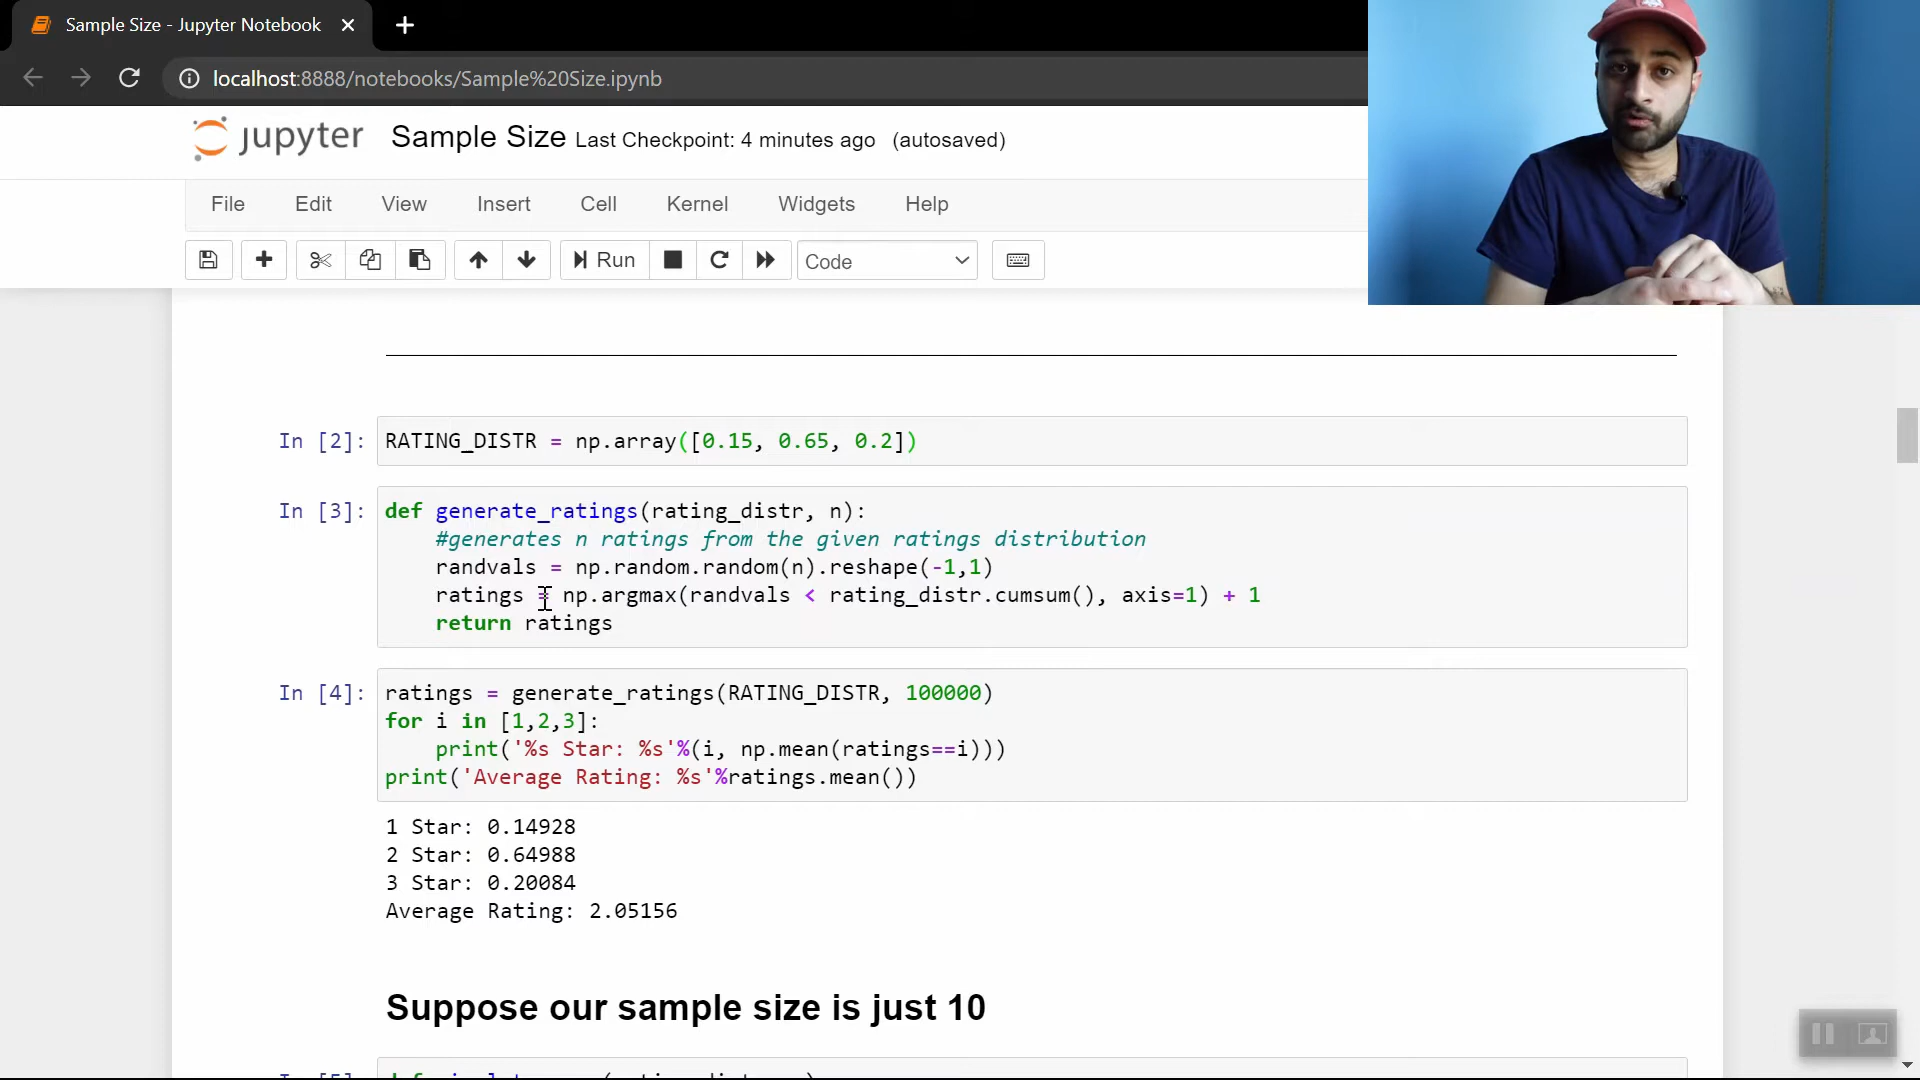 Sample Size - Jupyter Notebook
localhost:8888/notebooks/Sample%20Size.ipynb
jupyter Sample Size Last Checkpoint: 4 minutes ago (autosaved)
File Edit View Insert Cell Kernel Widgets Help
Run Code
In [2]: RATING_DISTR = np.array([0.15, 0.65, 0.2])
In [3]: def generate_ratings(rating_distr, n):
#generates n ratings from the given ratings distribution
randvals = np.random.random(n).reshape(-1,1)
ratings = np.argmax(randvals < rating_distr.cumsum(), axis=1) + 1
return ratings
In [4]: ratings = generate_ratings(RATING_DISTR, 100000)
for i in [1,2,3]:
print('%s Star: %s'%(i, np.mean(ratings==i)))
print('Average Rating: %s'%ratings.mean())
1 Star: 0.14928
2 Star: 0.64988
3 Star: 0.20084
Average Rating: 2.05156
Suppose our sample size is just 10